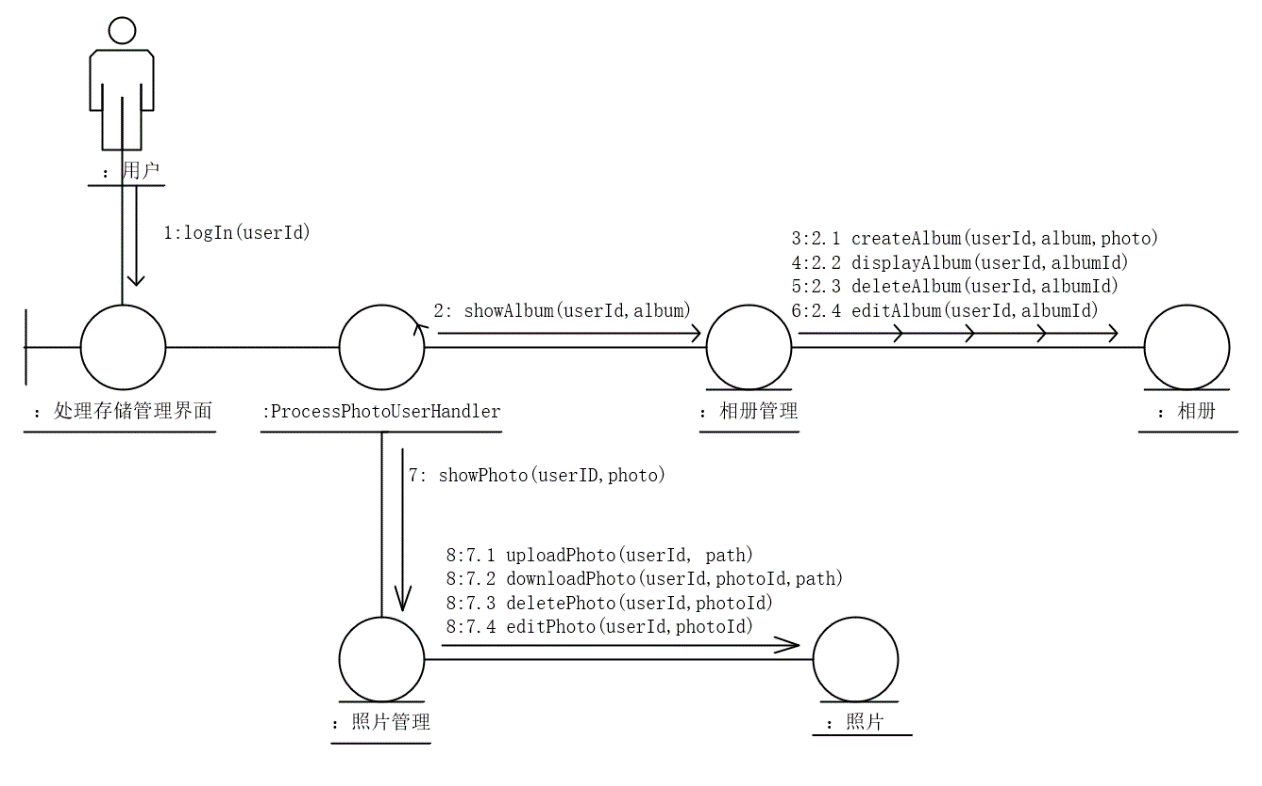 ：用户
1:logIn(userId)
3:2.1 createAlbum(userId,album,photo)
4:2.2 displayAlbum(userId,albumId)
5:2.3 deleteAlbum(userId,albumId)
6:2.4 editAlbum(userId,albumId)
2: showAlbum(userId,album)
：处理存储管理界面
:ProcessPhotoUserHandler
：相册管理
：相册
7: showPhoto(userID,photo)
8:7.1 uploadPhoto(userId, path)
8:7.2 downloadPhoto(userId,photoId,path)
8:7.3 deletePhoto(userId,photoId)
8:7.4 editPhoto(userId,photoId)
：照片管理
：照片